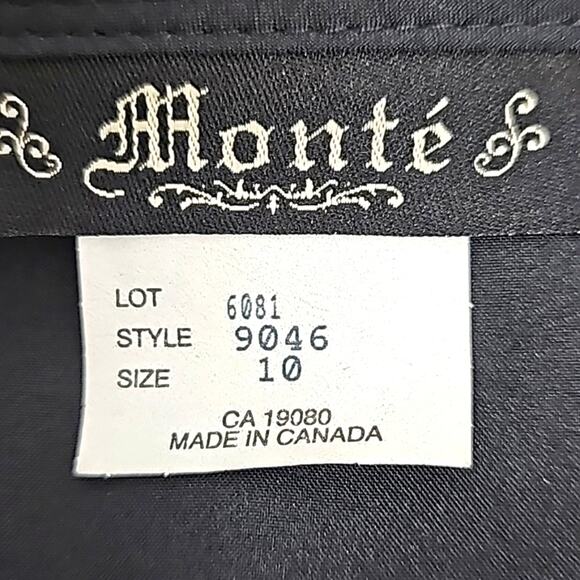 Monté
LOT 6081
STYLE 9046
SIZE 10
CA 19080
MADE IN CANADA